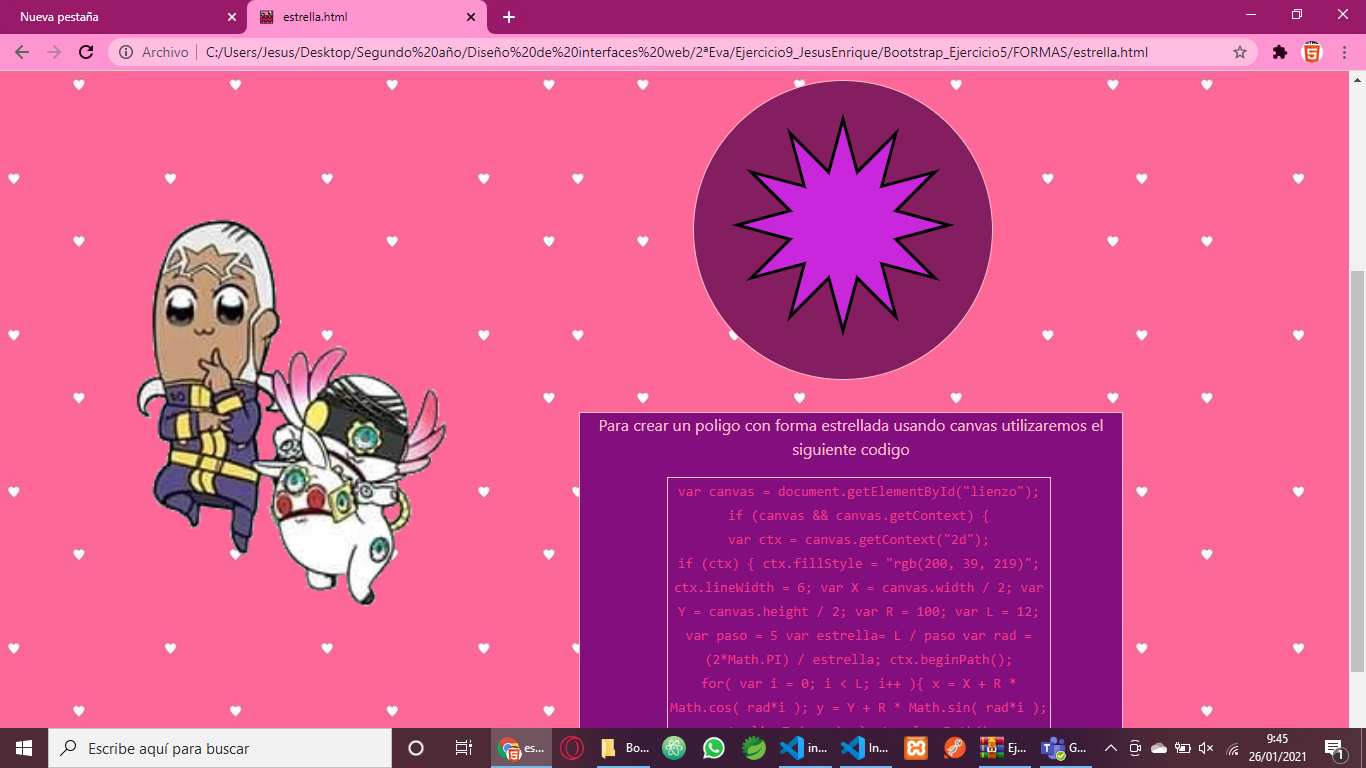 Nueva pestaña
estrella.html
Archivo
C:/Users/Jesus/Desktop/Segundo%20año/Diseño%20de%20interfaces%20web/2ªEva/Ejercicio9_JesusEnrique/Bootstrap_Ejercicio5/FORMAS/estrella.html
Para crear un poligo con forma estrellada usando canvas utilizaremos el
siguiente codigo
var canvas = document.getElementById("lienzo");
if (canvas && canvas.getContext) {
var ctx = canvas.getContext("2d");
if (ctx) { ctx.fillStyle = "rgb(200, 39, 219)";
ctx.lineWidth = 6; var X = canvas.width / 2; var
Y = canvas.height / 2; var R = 100; var L = 12;
var paso = 5 var estrella= L / paso var rad =
(2*Math.PI) / estrella; ctx.beginPath();
for( var i = 0; i < L; i++ ){ x = X + R *
Math.cos( rad*i ); y = Y + R * Math.sin( rad*i );
Escribe aquí para buscar
es...
Bo...
in...
In...
Ej...
G...
9:45
26/01/2021
1